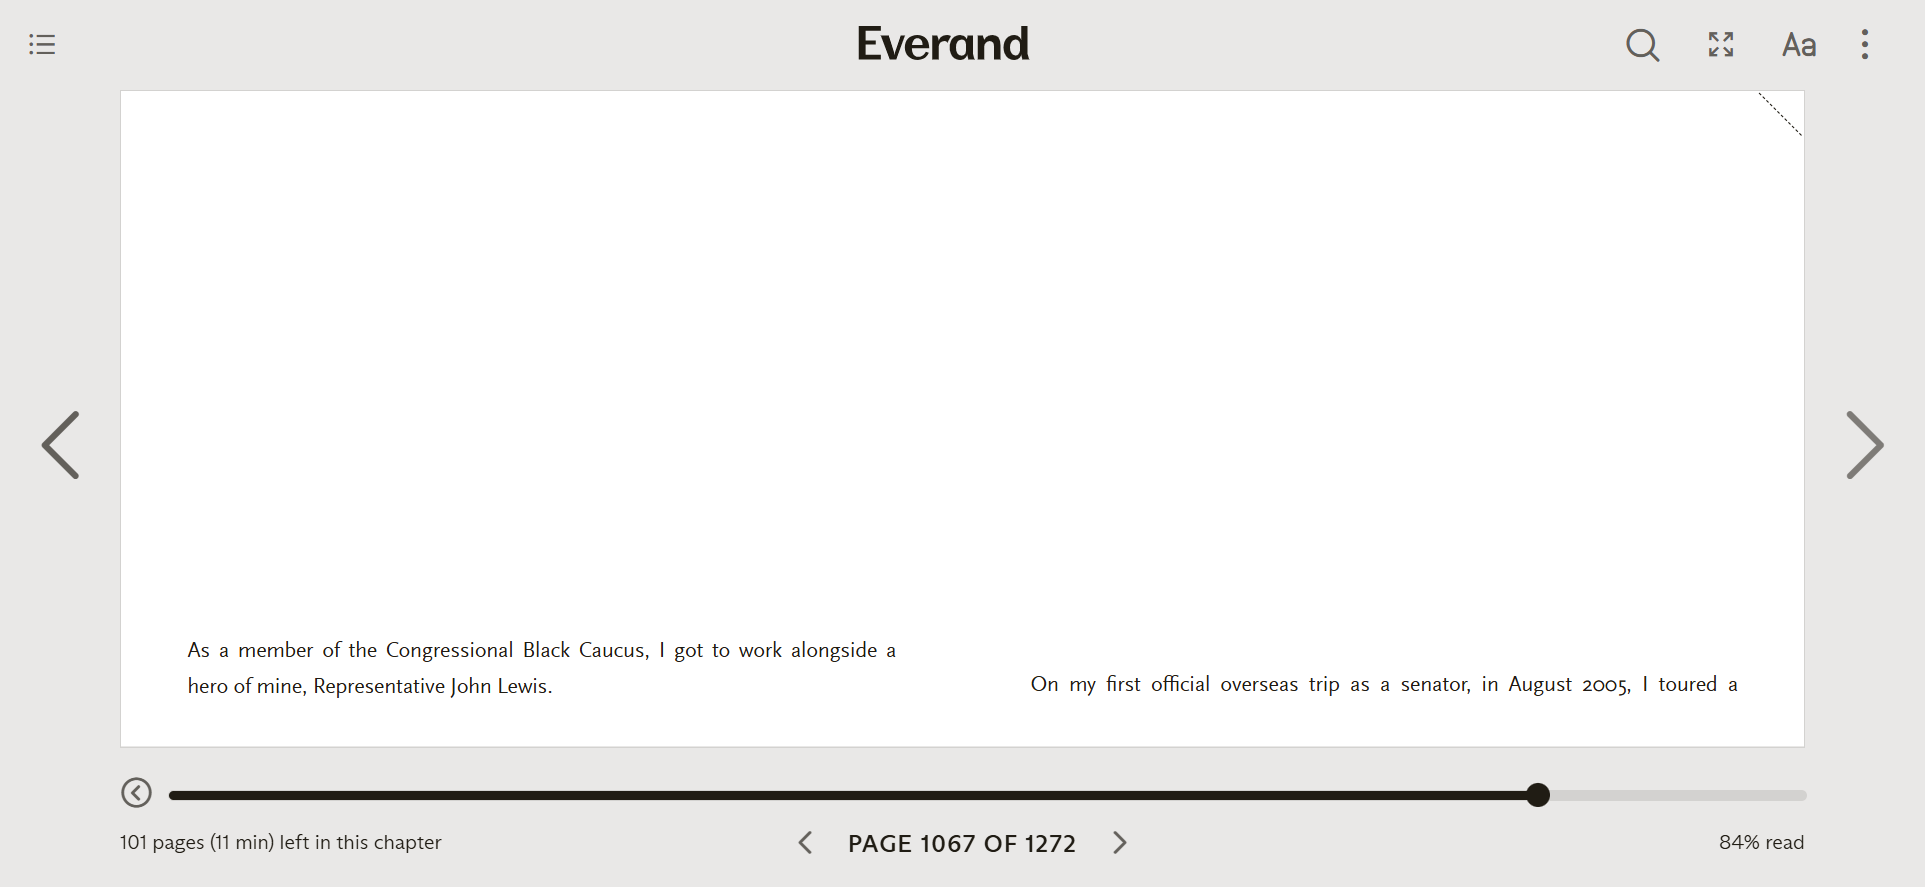 Everand
Aa
As a member of the Congressional Black Caucus, I got to work alongside a
hero of mine, Representative John Lewis.
On my first official overseas trip as a senator, in August 2005, I toured a
101 pages (11 min) left in this chapter
PAGE 1067 OF 1272
84% read